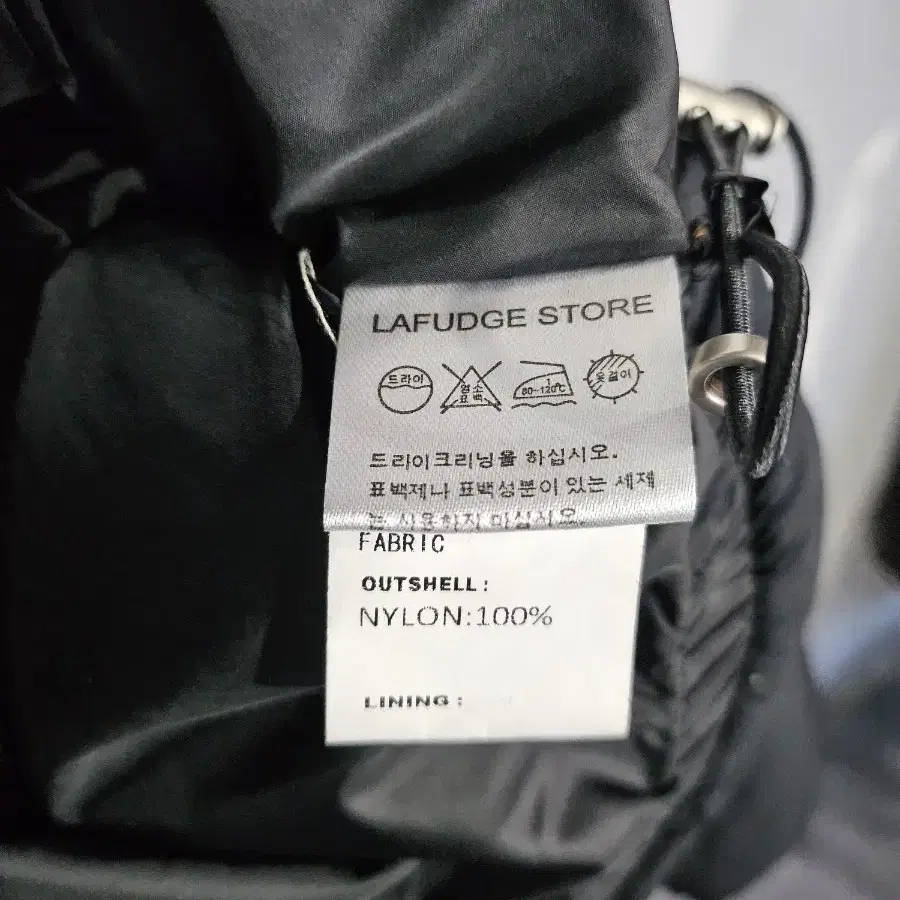 LAFUDGE STORE
드라이
염소
표백
1
80~120℃
옷걸이
드라이크리닝을 하십시오.
표백제나 표백성분이 있는 세제
는 사용하지 마십시오.
FABRIC
OUTSHELL:
NYLON:100%
LINING: